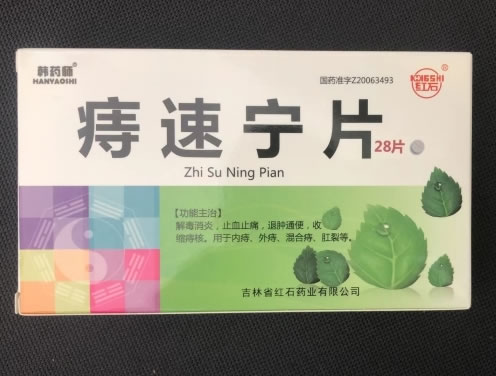 韩药师®
HANYAOSHI
国药准字Z20063493
HONGSHI®
红石
痔速宁片
28片
Zhi Su Ning Pian
【功能主治】
解毒消炎，止血止痛，退肿通便，收
缩痔核。用于内痔、外痔、混合痔、肛裂等。
吉林省红石药业有限公司